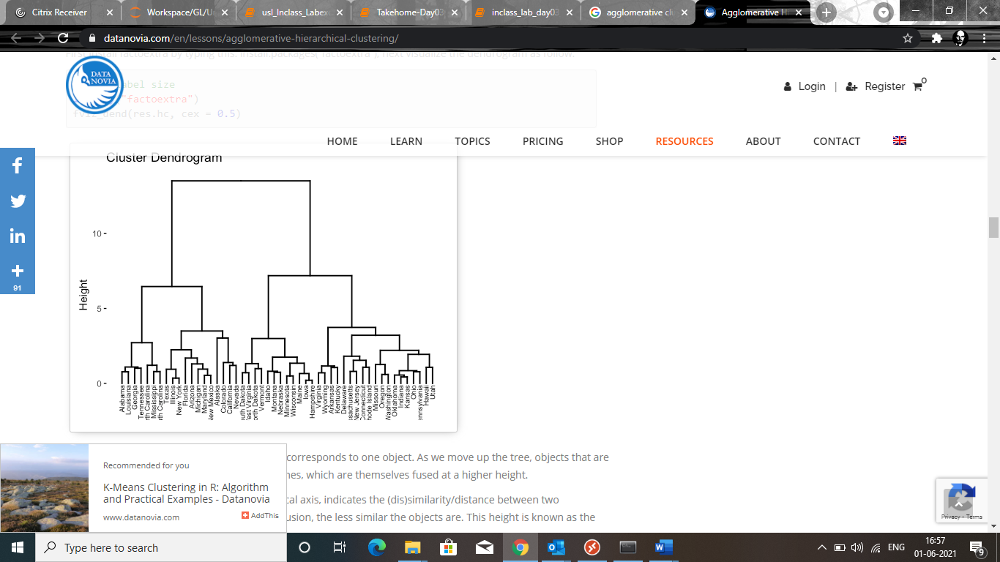 Citrix Receiver
Workspace/GL/U
usl_Inclass_Labex
Takehome-Day03
inclass_lab_day03
agglomerative clu
Agglomerative H
datanovia.com/en/lessons/agglomerative-hierarchical-clustering/
First install factoextra by typing this: install.packages("factoextra"); next visualize the dendrogram as follow:
DATA
NOVIA
abel size
"factoextra")
fviz_dend(res.hc, cex = 0.5)
Login | Register 0
HOME LEARN TOPICS PRICING SHOP RESOURCES ABOUT CONTACT
91
Cluster Dendrogram
Height
10
5
0
Alabama
Louisiana
Georgia
Tennessee
rth Carolina
Mississippi
uth Carolina
Texas
Illinois
New York
Florida
Arizona
Michigan
Maryland
New Mexico
Alaska
Colorado
California
Nevada
outh Dakota
Vest Virginia
orth Dakota
Vermont
Idaho
Montana
Nebraska
Minnesota
Wisconsin
Maine
Iowa
Hampshire
Virginia
Wyoming
Arkansas
Kentucky
Delaware
ssachusetts
New Jersey
Connecticut
hode Island
Missouri
Oregon
Washington
Oklahoma
Indiana
Kansas
Ohio
ennsylvania
Hawaii
Utah
corresponds to one object. As we move up the tree, objects that are
hes, which are themselves fused at a higher height.
cal axis, indicates the (dis)similarity/distance between two
usion, the less similar the objects are. This height is known as the
Recommended for you
K-Means Clustering in R: Algorithm
and Practical Examples - Datanovia
www.datanovia.com
AddThis
Privacy - Terms
Type here to search
ENG
16:57
01-06-2021
9